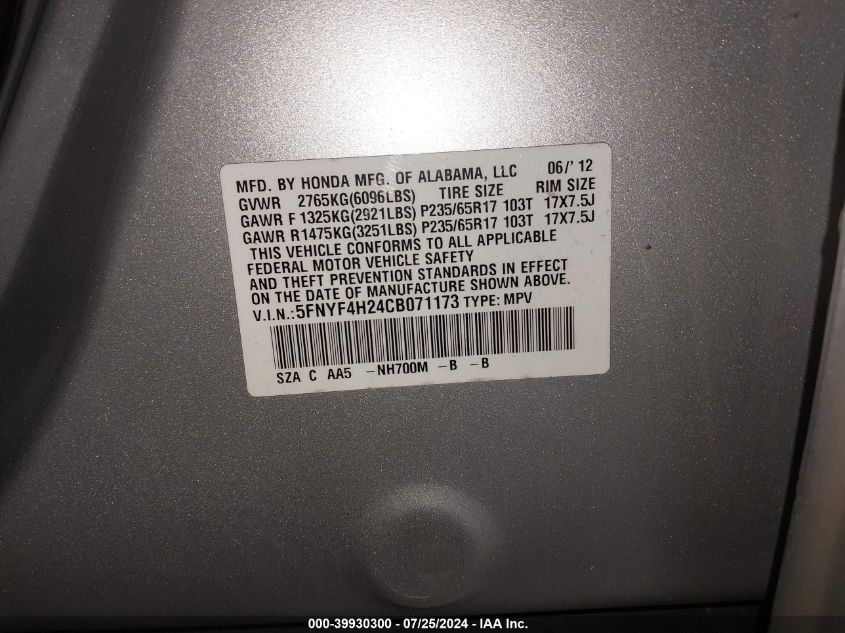 MFD. BY HONDA MFG. OF ALABAMA, LLC 06/' 12
GVWR 2765KG(6096LBS) TIRE SIZE RIM SIZE
GAWR F 1325KG(2921LBS) P235/65R17 103T 17X7.5J
GAWR R 1475KG(3251LBS) P235/65R17 103T 17X7.5J
THIS VEHICLE CONFORMS TO ALL APPLICABLE
FEDERAL MOTOR VEHICLE SAFETY
AND THEFT PREVENTION STANDARDS IN EFFECT
ON THE DATE OF MANUFACTURE SHOWN ABOVE.
V.I.N.:5FNYF4H24CB071173 TYPE: MPV
SZA C AA5 -NH700M -B -B
000-39930300 - 07/25/2024 - IAA Inc.